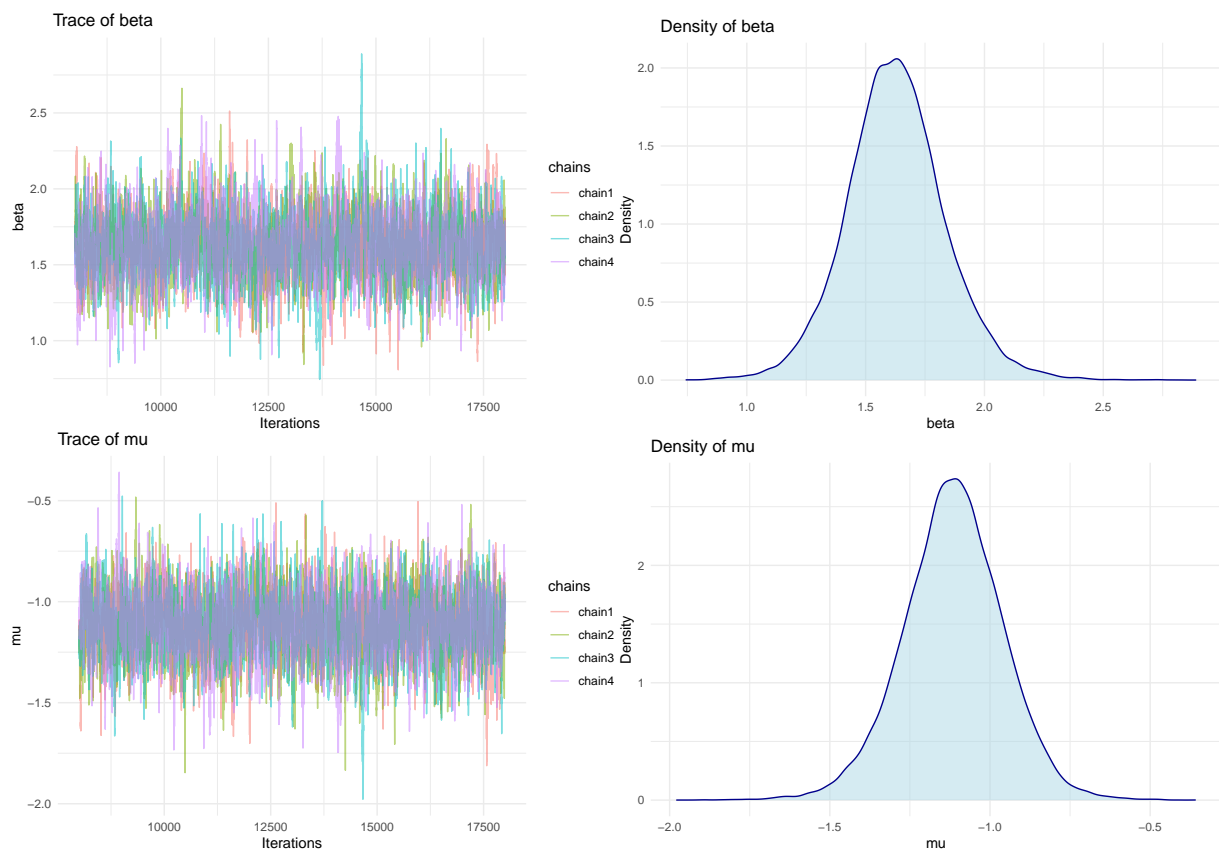 Trace of beta
beta
2.5
2.0
1.5
1.0
10000 12500 15000 17500
Iterations
chains
chain1
chain2
chain3
chain4
Density of beta
Density
2.0
1.5
1.0
0.5
0.0
1.0 1.5 2.0 2.5
beta
Trace of mu
mu
−0.5
−1.0
−1.5
−2.0
10000 12500 15000 17500
Iterations
chains
chain1
chain2
chain3
chain4
Density of mu
Density
2
1
0
−2.0 −1.5 −1.0 −0.5
mu